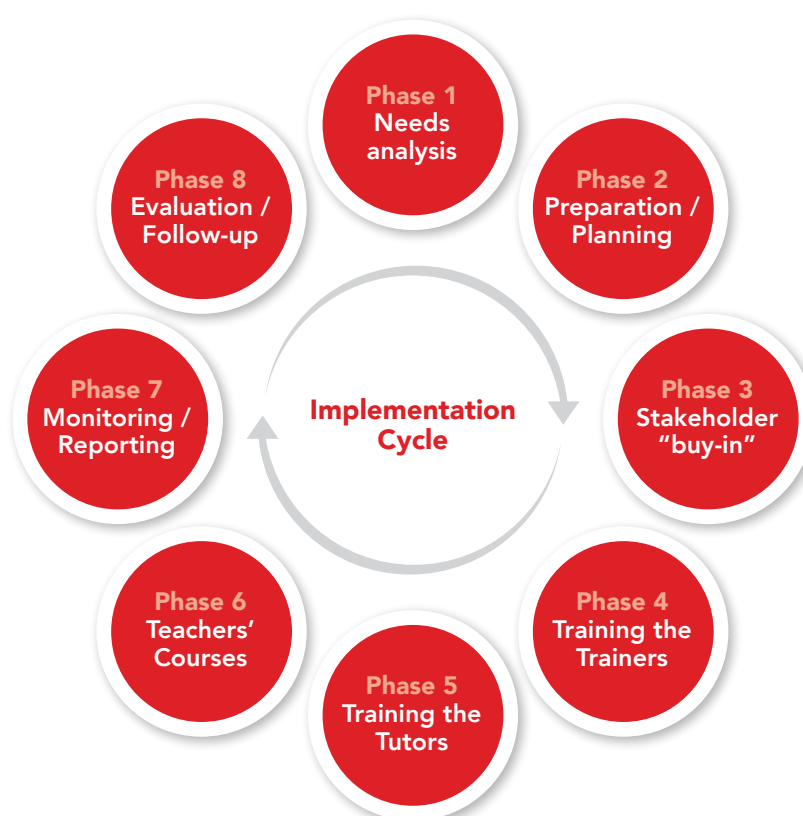 Phase 1
Needs
analysis
Phase 2
Preparation /
Planning
Phase 3
Stakeholder
“buy-in”
Phase 4
Training the
Trainers
Phase 5
Training the
Tutors
Phase 6
Teachers’
Courses
Phase 7
Monitoring /
Reporting
Phase 8
Evaluation /
Follow-up
Implementation
Cycle